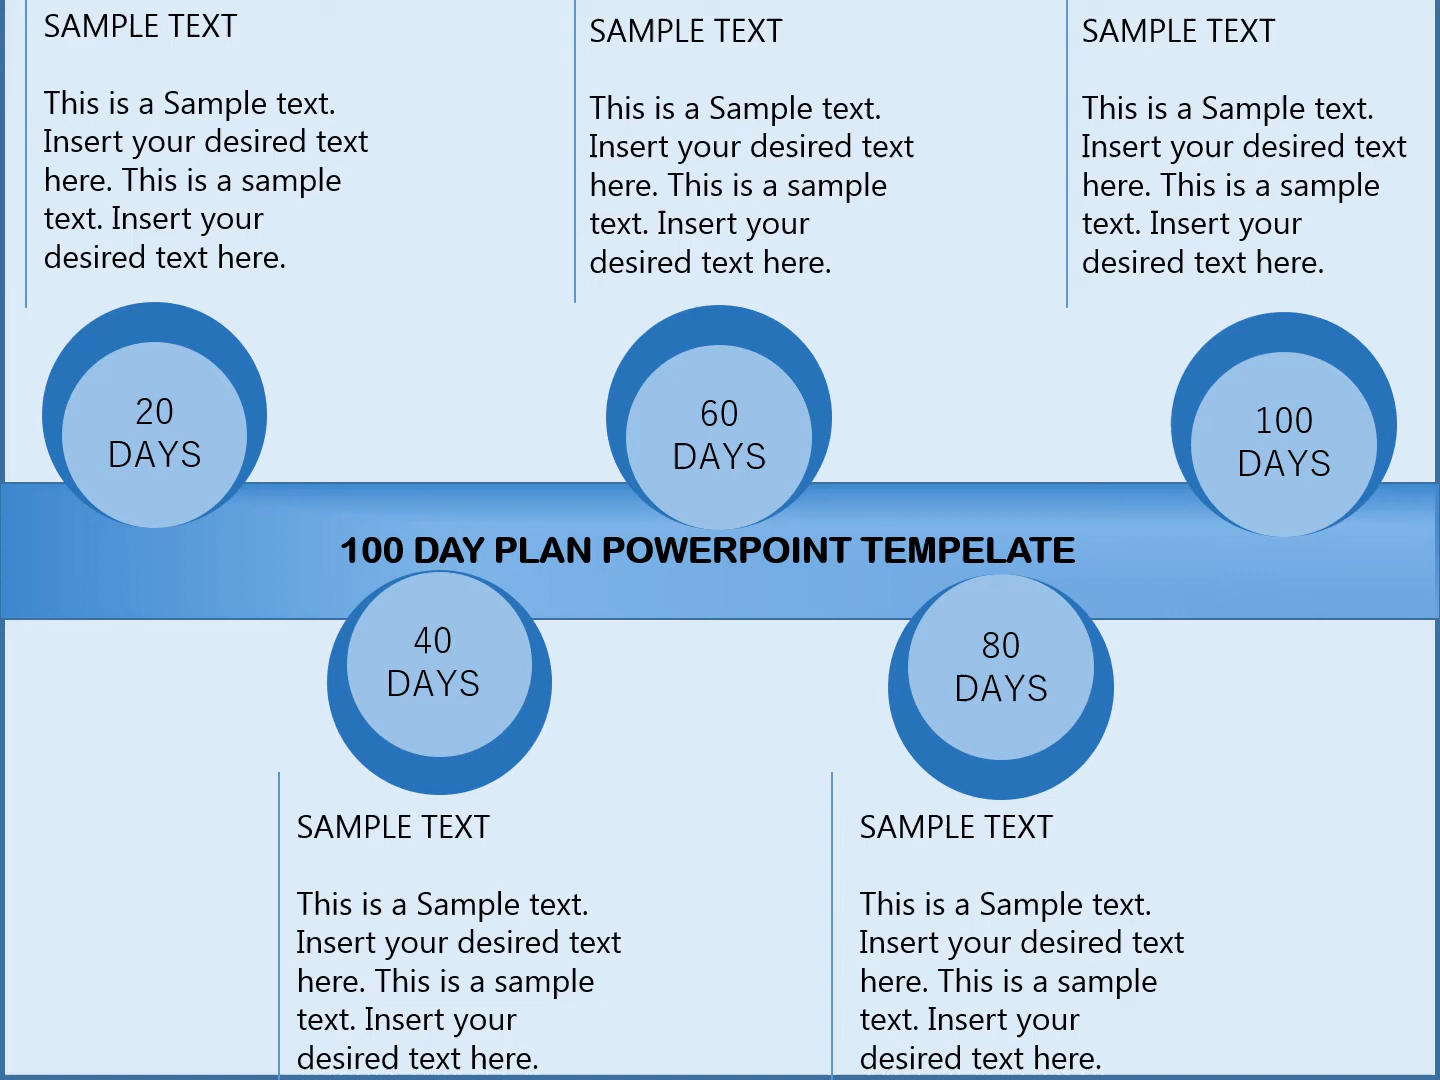 SAMPLE TEXT
This is a Sample text.
Insert your desired text
here. This is a sample
text. Insert your
desired text here.
SAMPLE TEXT
This is a Sample text.
Insert your desired text
here. This is a sample
text. Insert your
desired text here.
SAMPLE TEXT
This is a Sample text.
Insert your desired text
here. This is a sample
text. Insert your
desired text here.
20
DAYS
60
DAYS
100
DAYS
100 DAY PLAN POWERPOINT TEMPELATE
40
DAYS
80
DAYS
SAMPLE TEXT
This is a Sample text.
Insert your desired text
here. This is a sample
text. Insert your
desired text here.
SAMPLE TEXT
This is a Sample text.
Insert your desired text
here. This is a sample
text. Insert your
desired text here.